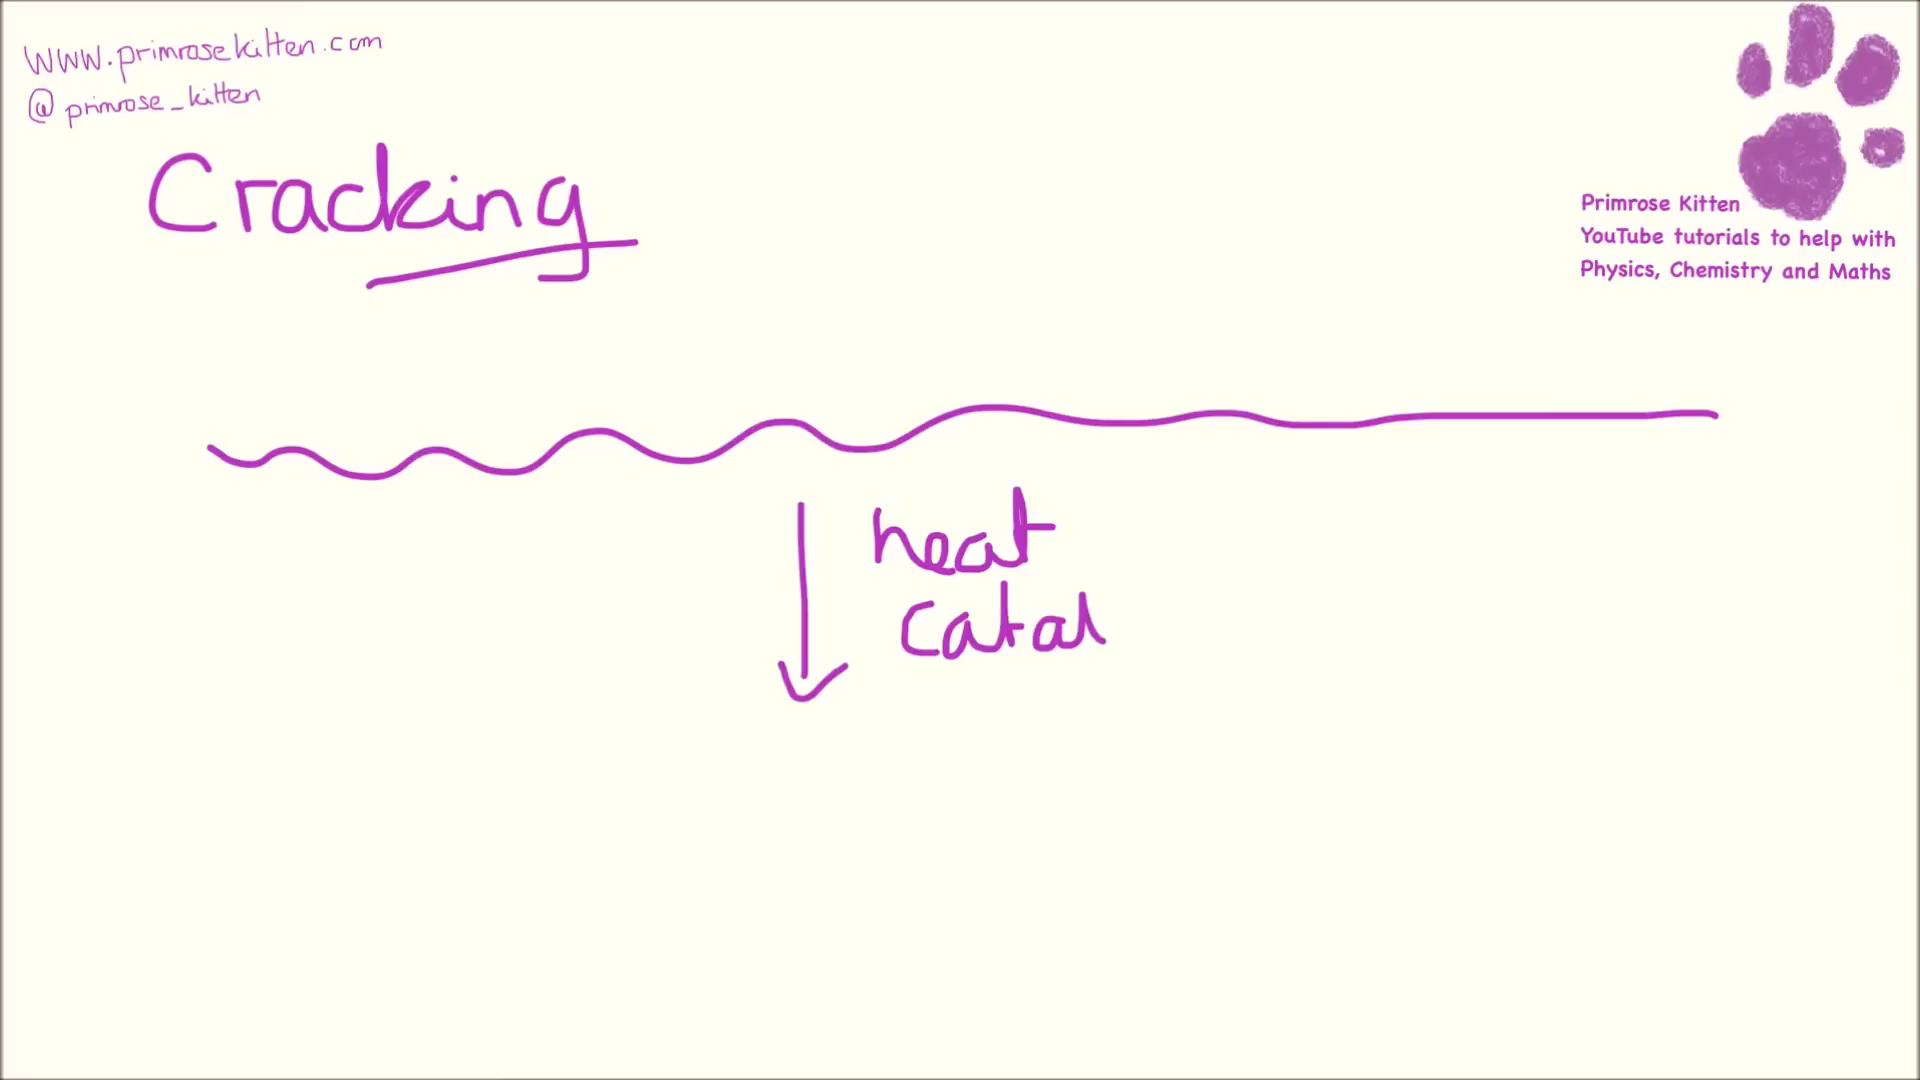 www.primrosekitten.com
@primrose_kitten
Cracking
Primrose Kitten
YouTube tutorials to help with
Physics, Chemistry and Maths
heat
catal